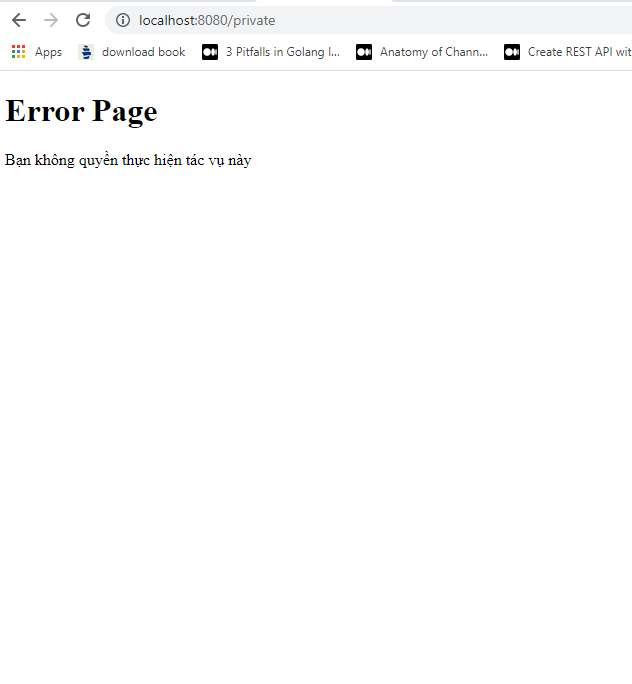 localhost:8080/private
Apps download book 3 Pitfalls in Golang I... Anatomy of Chann... Create REST API wit
Error Page
Bạn không quyền thực hiện tác vụ này